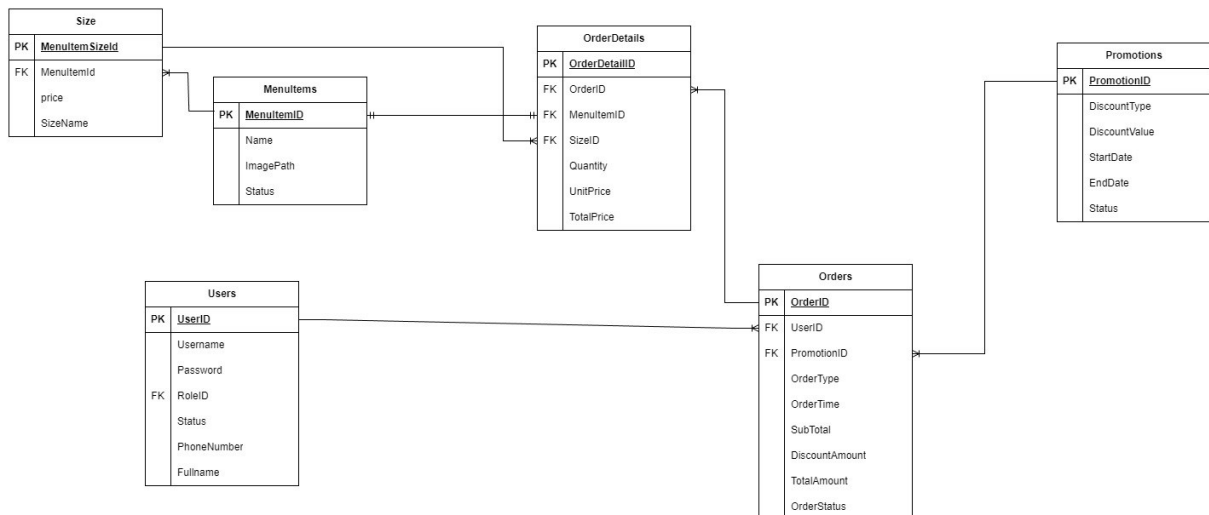 Size
PK MenuItemSizeId
FK MenuItemId
price
SizeName
MenuItems
PK MenuItemID
Name
ImagePath
Status
OrderDetails
PK OrderDetailID
FK OrderID
FK MenuItemID
FK SizeID
Quantity
UnitPrice
TotalPrice
Promotions
PK PromotionID
DiscountType
DiscountValue
StartDate
EndDate
Status
Users
PK UserID
Username
Password
FK RoleID
Status
PhoneNumber
Fullname
Orders
PK OrderID
FK UserID
FK PromotionID
OrderType
OrderTime
SubTotal
DiscountAmount
TotalAmount
OrderStatus